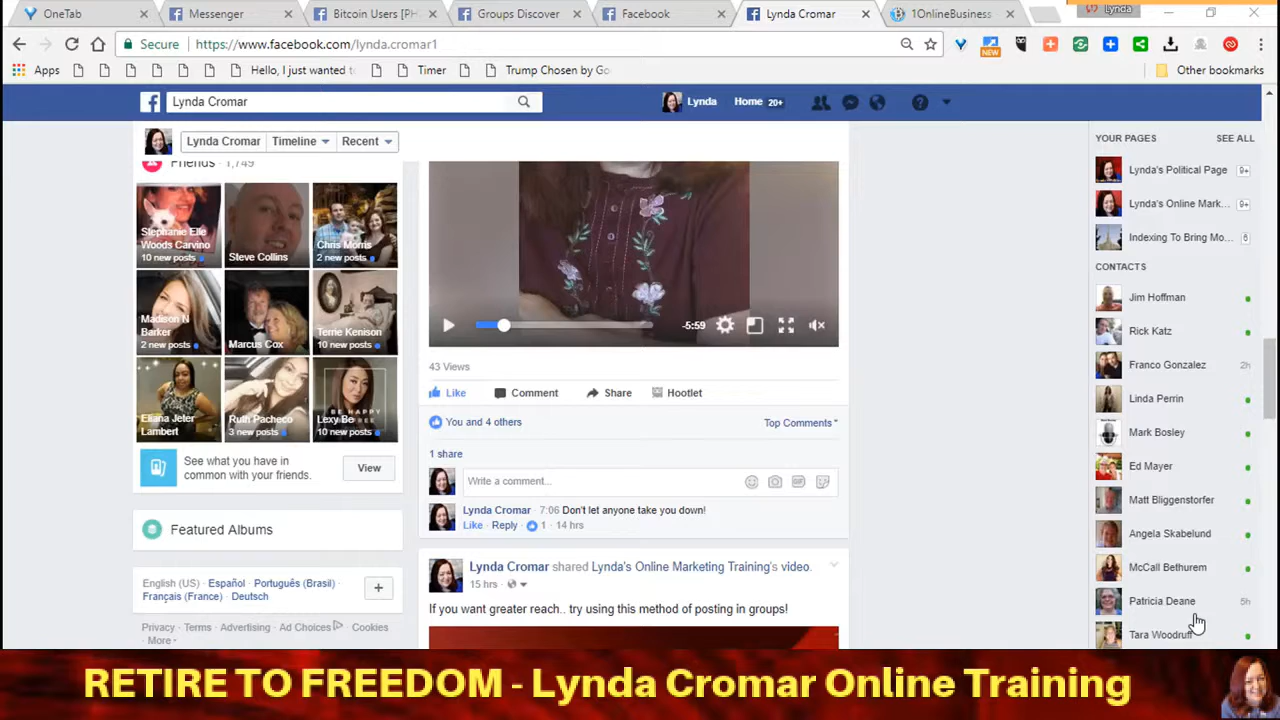 OneTab
Messenger
Bitcoin Users [PH
Groups Discover
Facebook
Lynda Cromar
1OnlineBusiness
Lynda
Secure
https://www.facebook.com/lynda.cromar1
NEW
Apps
Hello, I just wanted to
Timer
Trump Chosen by Go
Other bookmarks
Lynda Cromar
Lynda
Home 20+
Lynda Cromar
Timeline
Recent
Friends · 1,749
Stephanie Elle
Woods Carvino
10 new posts
Steve Collins
Chris Morris
2 new posts
Madison N
Barker
2 new posts
Marcus Cox
Terrie Kenison
10 new posts
Eliana Jeter
Lambert
Ruth Pacheco
3 new posts
BE HAPPY
Lexy Be
10 new posts
See what you have in
common with your friends.
View
Featured Albums
English (US) · Español · Português (Brasil) ·
Français (France) · Deutsch
Privacy · Terms · Advertising · Ad Choices · Cookies
· More
-5:59
43 Views
Like
Comment
Share
Hootlet
You and 4 others
Top Comments
1 share
Write a comment...
Lynda Cromar · 7:06 Don't let anyone take you down!
Like · Reply · 1 · 14 hrs
Lynda Cromar shared Lynda's Online Marketing Training's video.
15 hrs ·
If you want greater reach.. try using this method of posting in groups!
YOUR PAGES
SEE ALL
Lynda's Political Page
9+
Lynda's Online Mark...
9+
Indexing To Bring Mo...
6
CONTACTS
Jim Hoffman
Rick Katz
Franco Gonzalez
2h
Linda Perrin
Mark Bosley
Ed Mayer
Matt Bliggenstorfer
Angela Skabelund
McCall Bethurem
Patricia Deane
5h
Tara Woodruff
RETIRE TO FREEDOM - Lynda Cromar Online Training